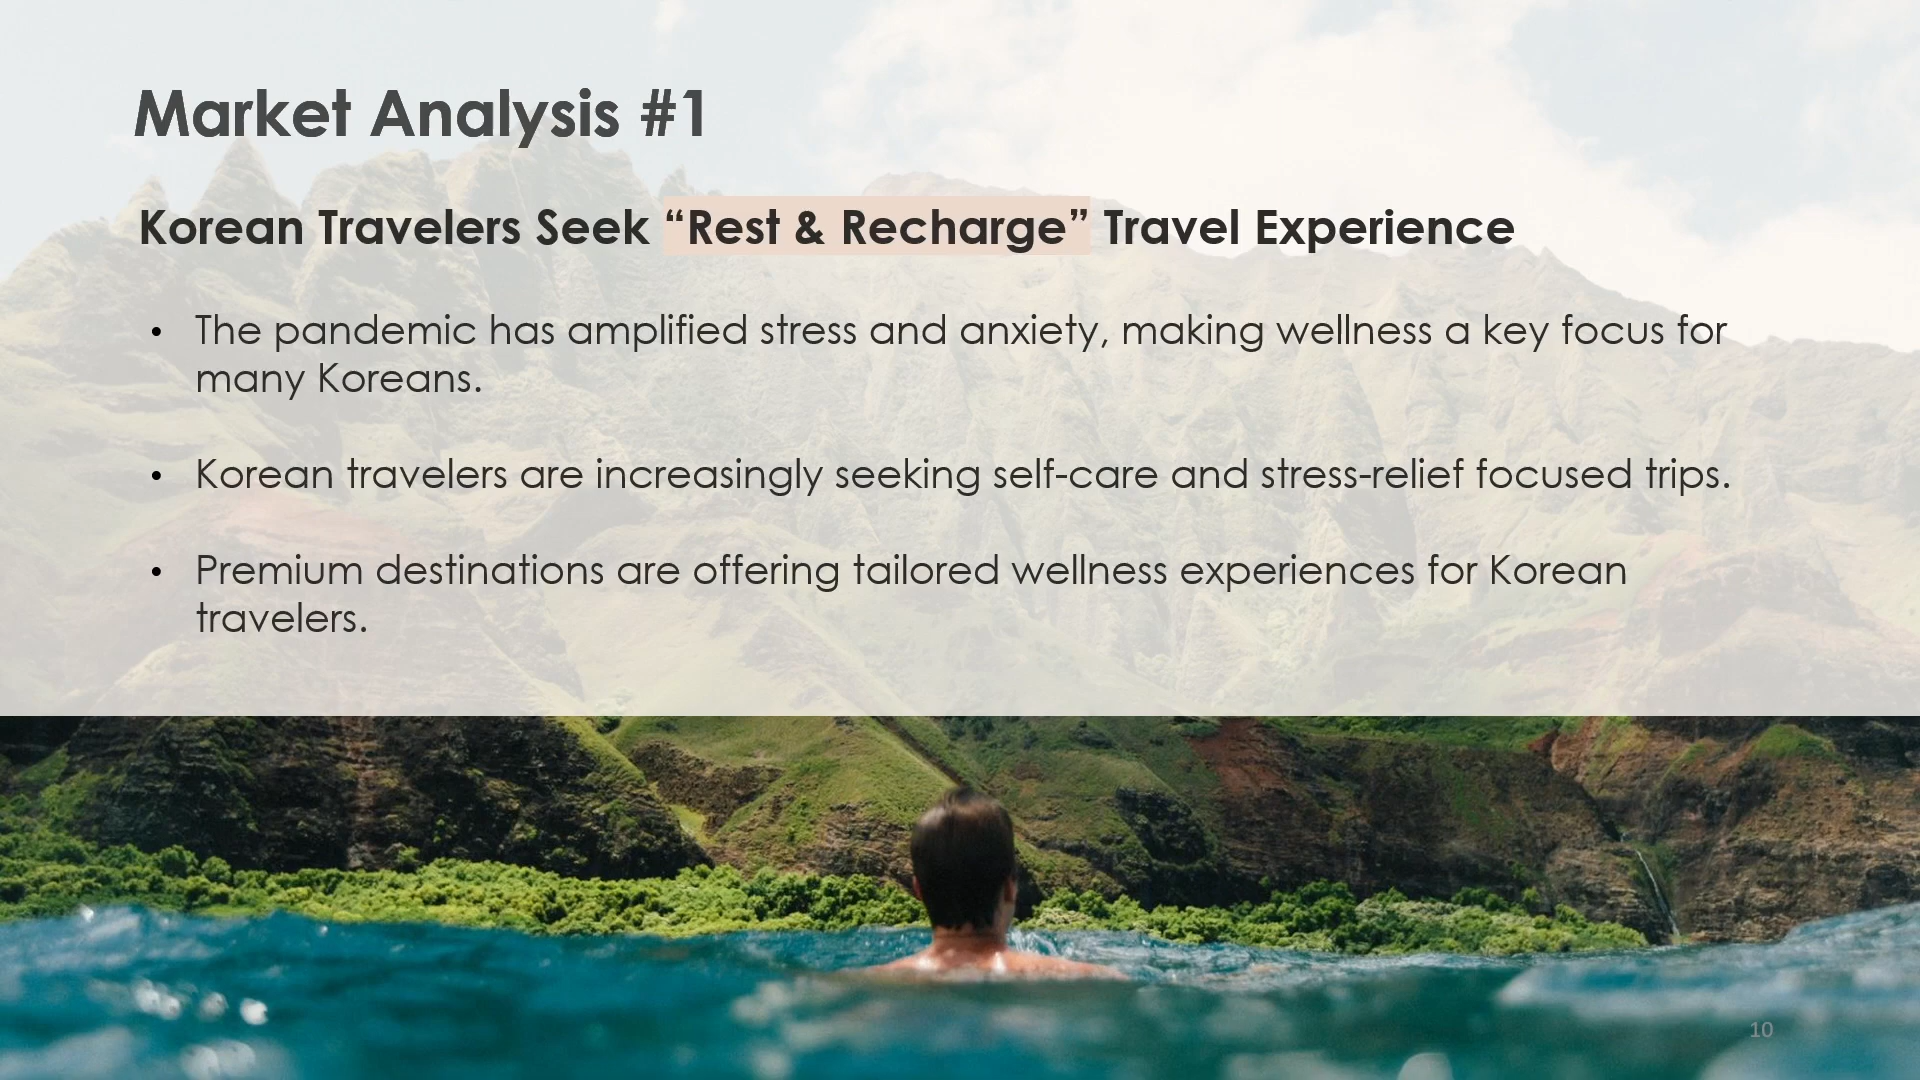 Market Analysis #1
Korean Travelers Seek “Rest & Recharge” Travel Experience
• The pandemic has amplified stress and anxiety, making wellness a key focus for
many Koreans.
• Korean travelers are increasingly seeking self-care and stress-relief focused trips.
• Premium destinations are offering tailored wellness experiences for Korean
travelers.
10